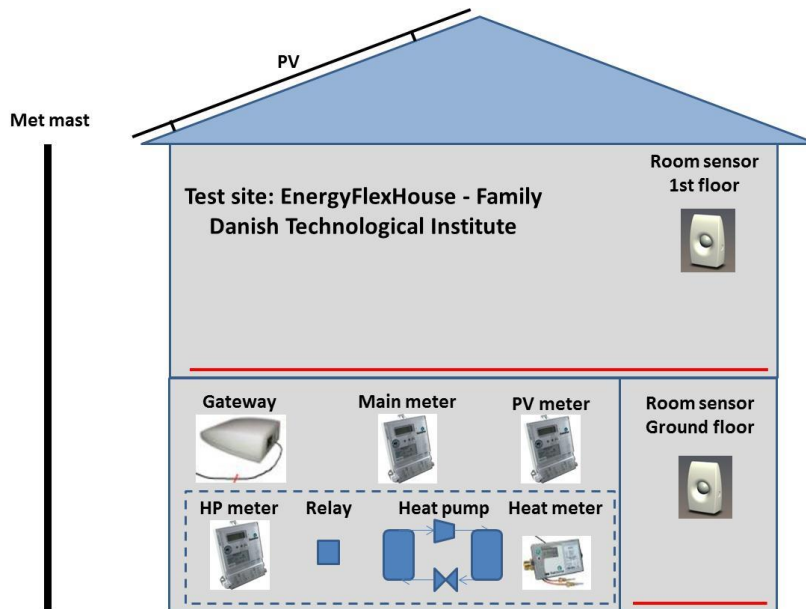 PV
Met mast
Room sensor
1st floor
Test site: EnergyFlexHouse - Family
Danish Technological Institute
Gateway
Main meter
PV meter
Room sensor
Ground floor
HP meter
Relay
Heat pump
Heat meter